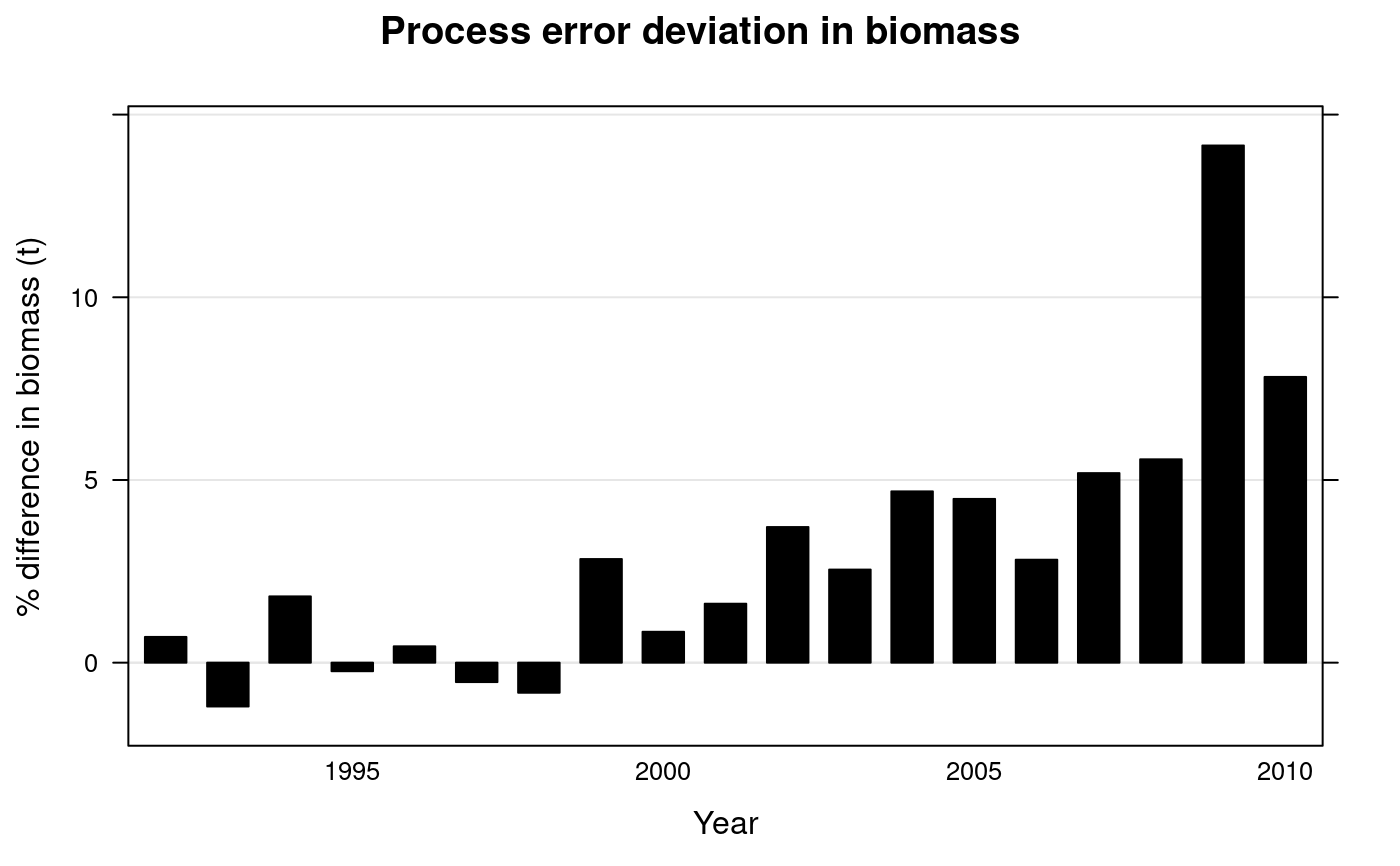 Process error deviation in biomass
% difference in biomass (t)
10
5
0
1995 2000 2005 2010
Year